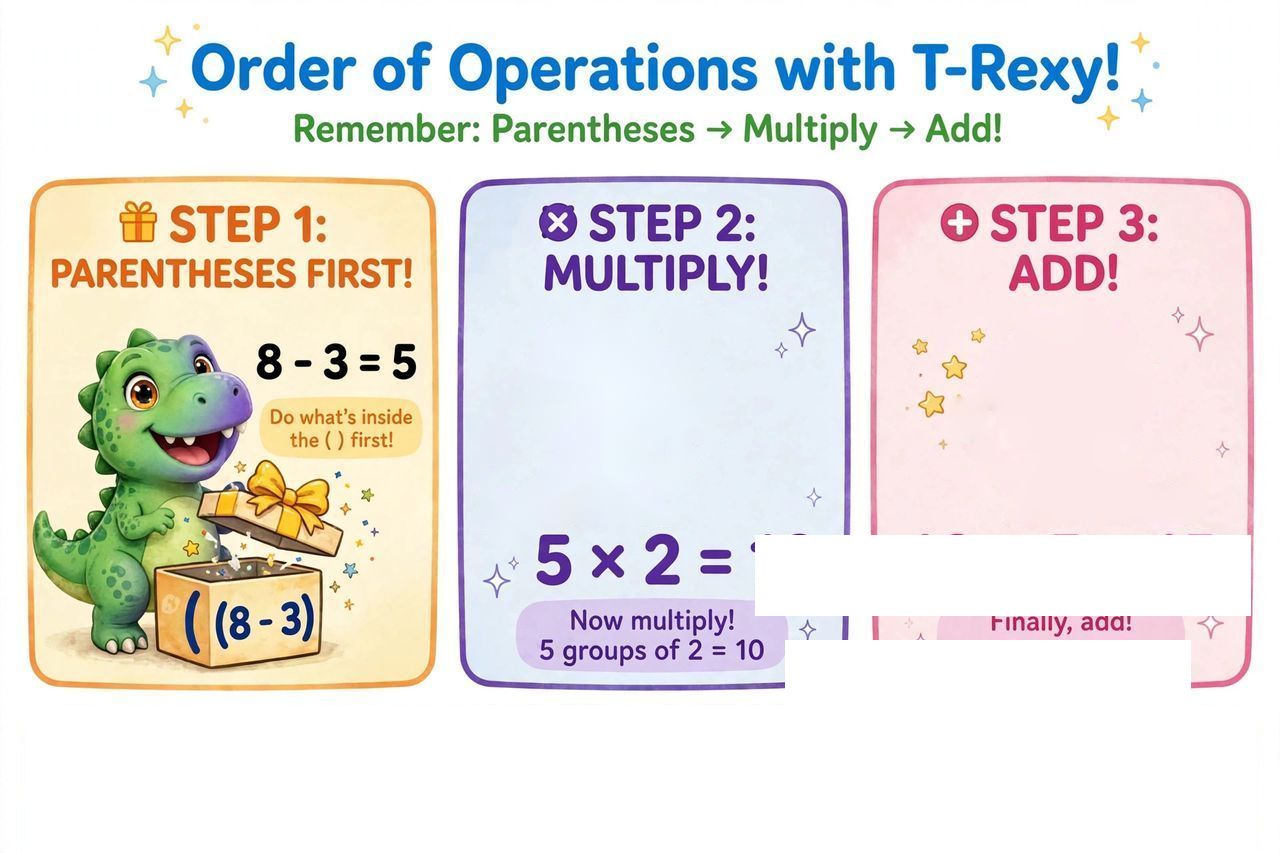 Order of Operations with T-Rexy!
Remember: Parentheses → Multiply → Add!
STEP 1:
PARENTHESES FIRST!
8 - 3 = 5
Do what's inside
the ( ) first!
( (8 - 3)
STEP 2:
MULTIPLY!
5 × 2 =
Now multiply!
5 groups of 2 = 10
STEP 3:
ADD!
Finally, add!